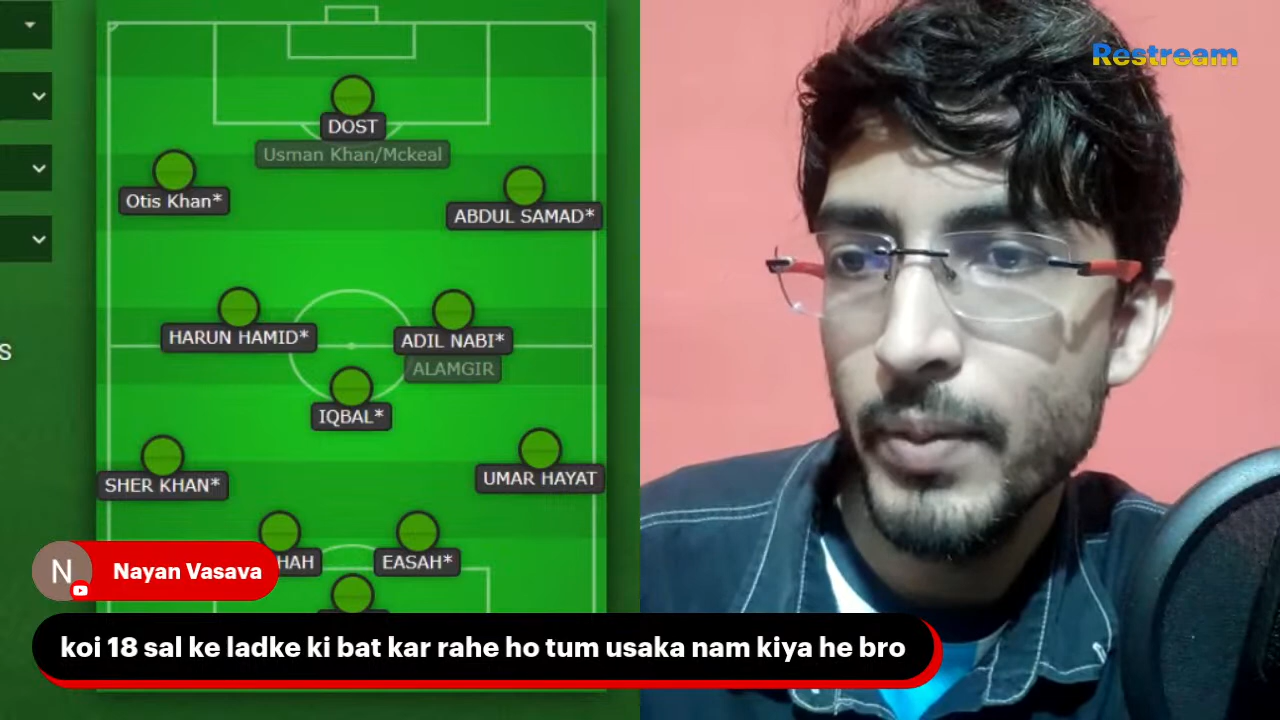 Restream
DOST
Usman Khan/Mckeal
Otis Khan*
ABDUL SAMAD*
HARUN HAMID*
ADIL NABI*
S
ALAMGIR
IQBAL*
SHER KHAN*
UMAR HAYAT
HAH
EASAH*
N
Nayan Vasava
koi 18 sal ke ladke ki bat kar rahe ho tum usaka nam kiya he bro